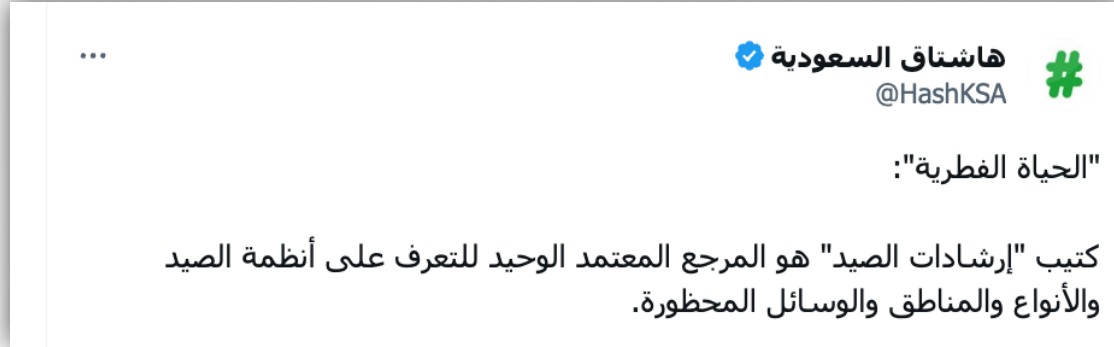 هاشتاق السعودية
@HashKSA
"الحياة الفطرية":
كتيب "إرشادات الصيد" هو المرجع المعتمد الوحيد للتعرف على أنظمة الصيد
والأنواع والمناطق والوسائل المحظورة.